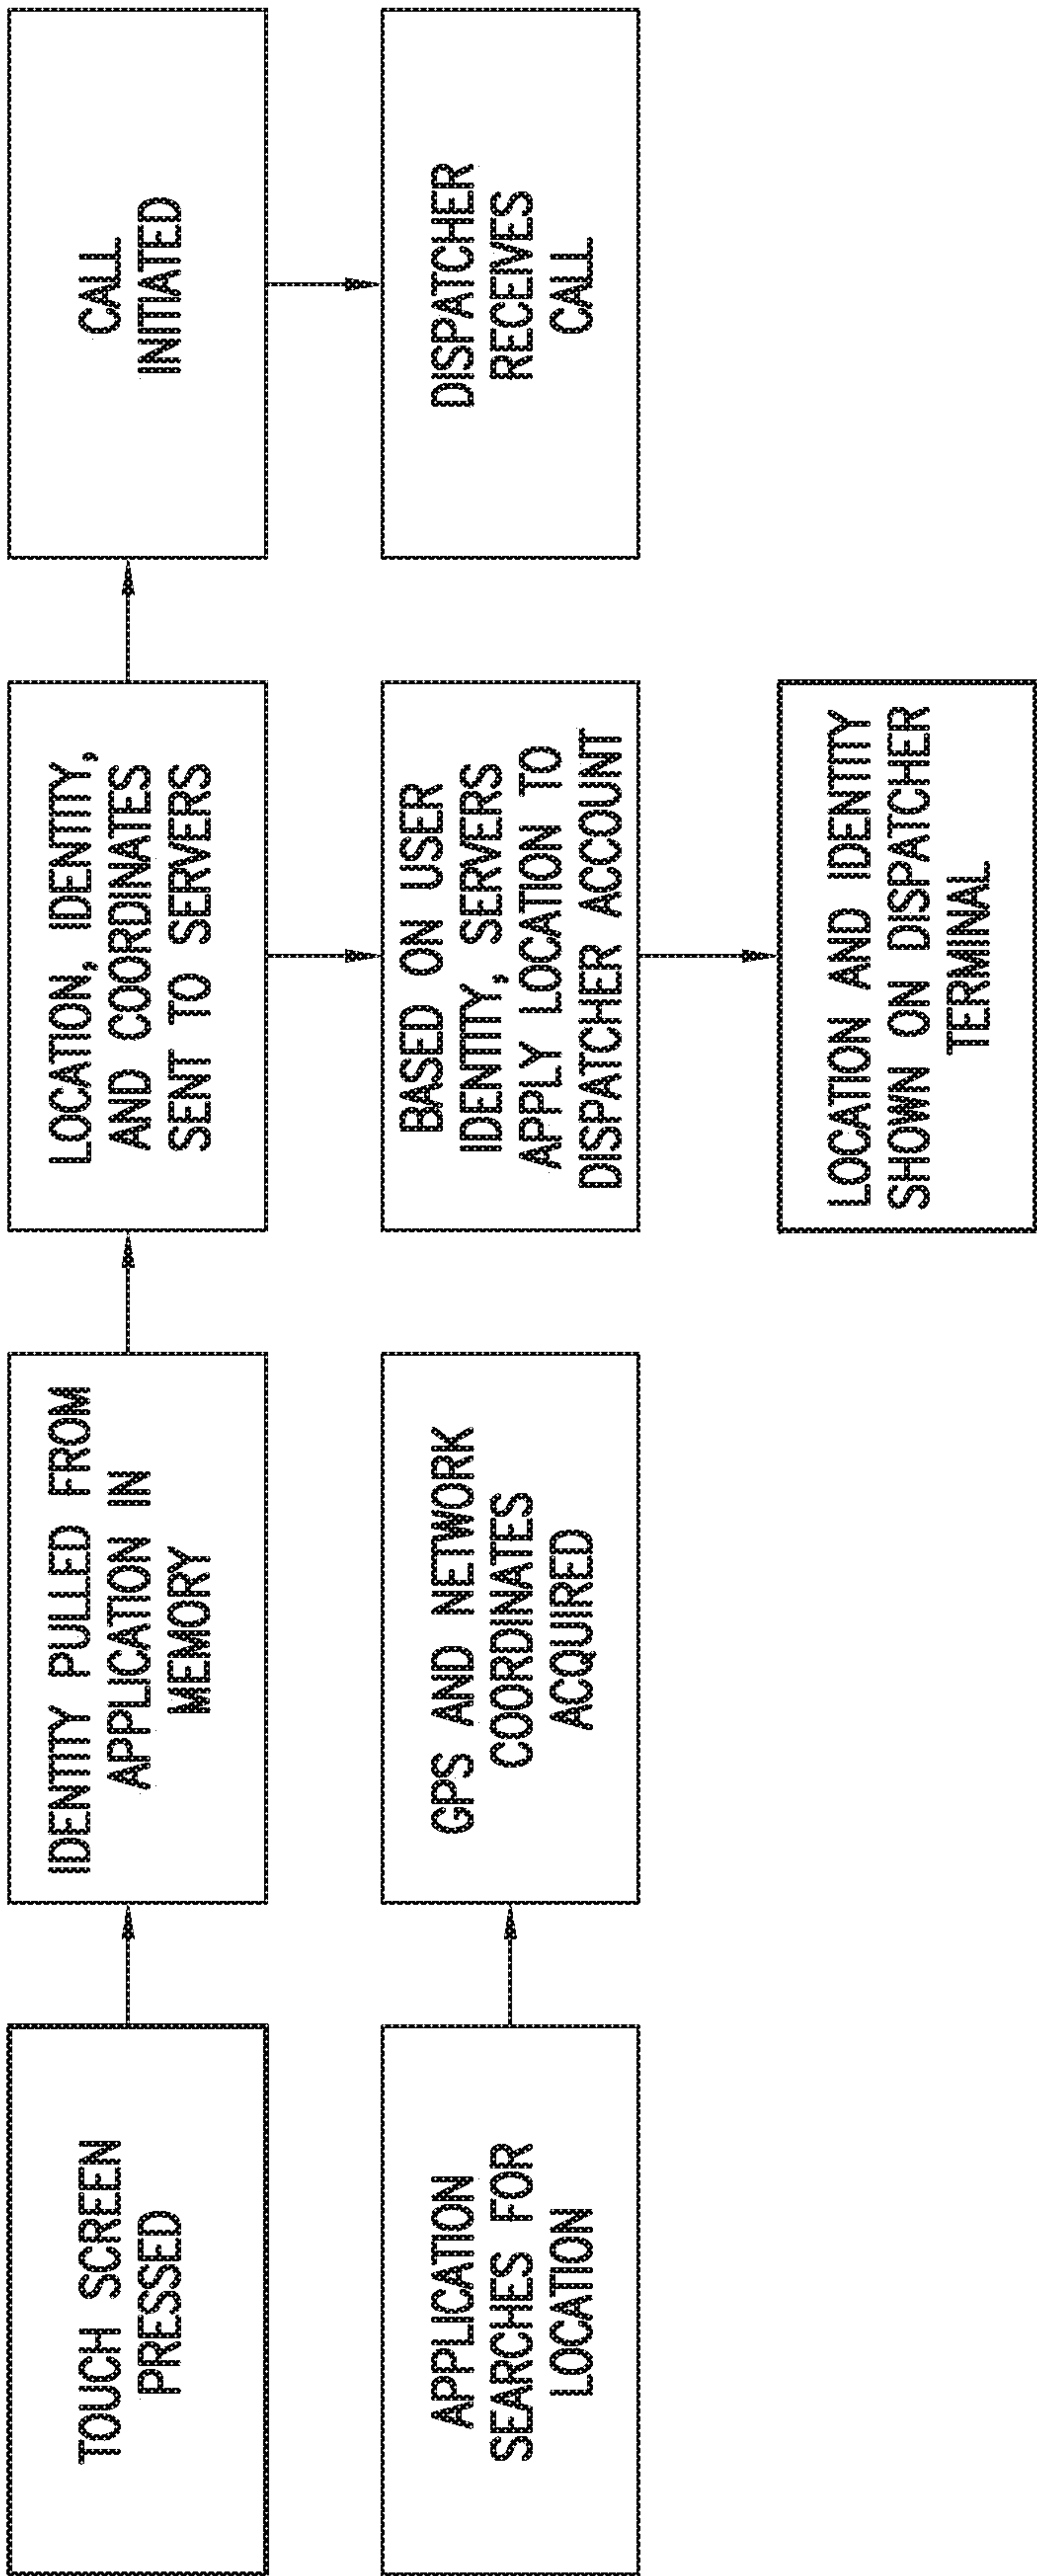 TOUCH SCREEN
PRESSED
IDENTITY PULLED FROM
APPLICATION IN
MEMORY
LOCATION, IDENTITY,
AND COORDINATES
SENT TO SERVERS
CALL
INITIATED
APPLICATION
SEARCHES FOR
LOCATION
GPS AND NETWORK
COORDINATES
ACQUIRED
BASED ON USER
IDENTITY, SERVERS
APPLY LOCATION TO
DISPATCHER ACCOUNT
DISPATCHER
RECEIVES
CALL
LOCATION AND IDENTITY
SHOWN ON DISPATCHER
TERMINAL